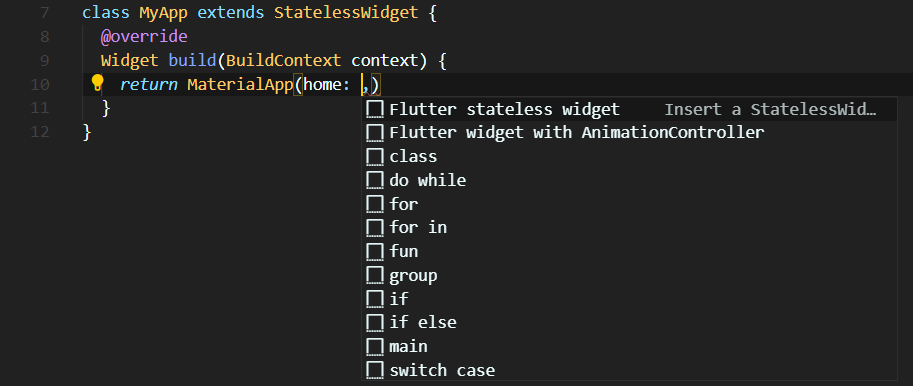 7 class MyApp extends StatelessWidget {
8 @override
9 Widget build(BuildContext context) {
10 return MaterialApp(home: ,)
11 }
12 }
Flutter stateless widget Insert a StatelessWid…
Flutter widget with AnimationController
class
do while
for
for in
fun
group
if
if else
main
switch case